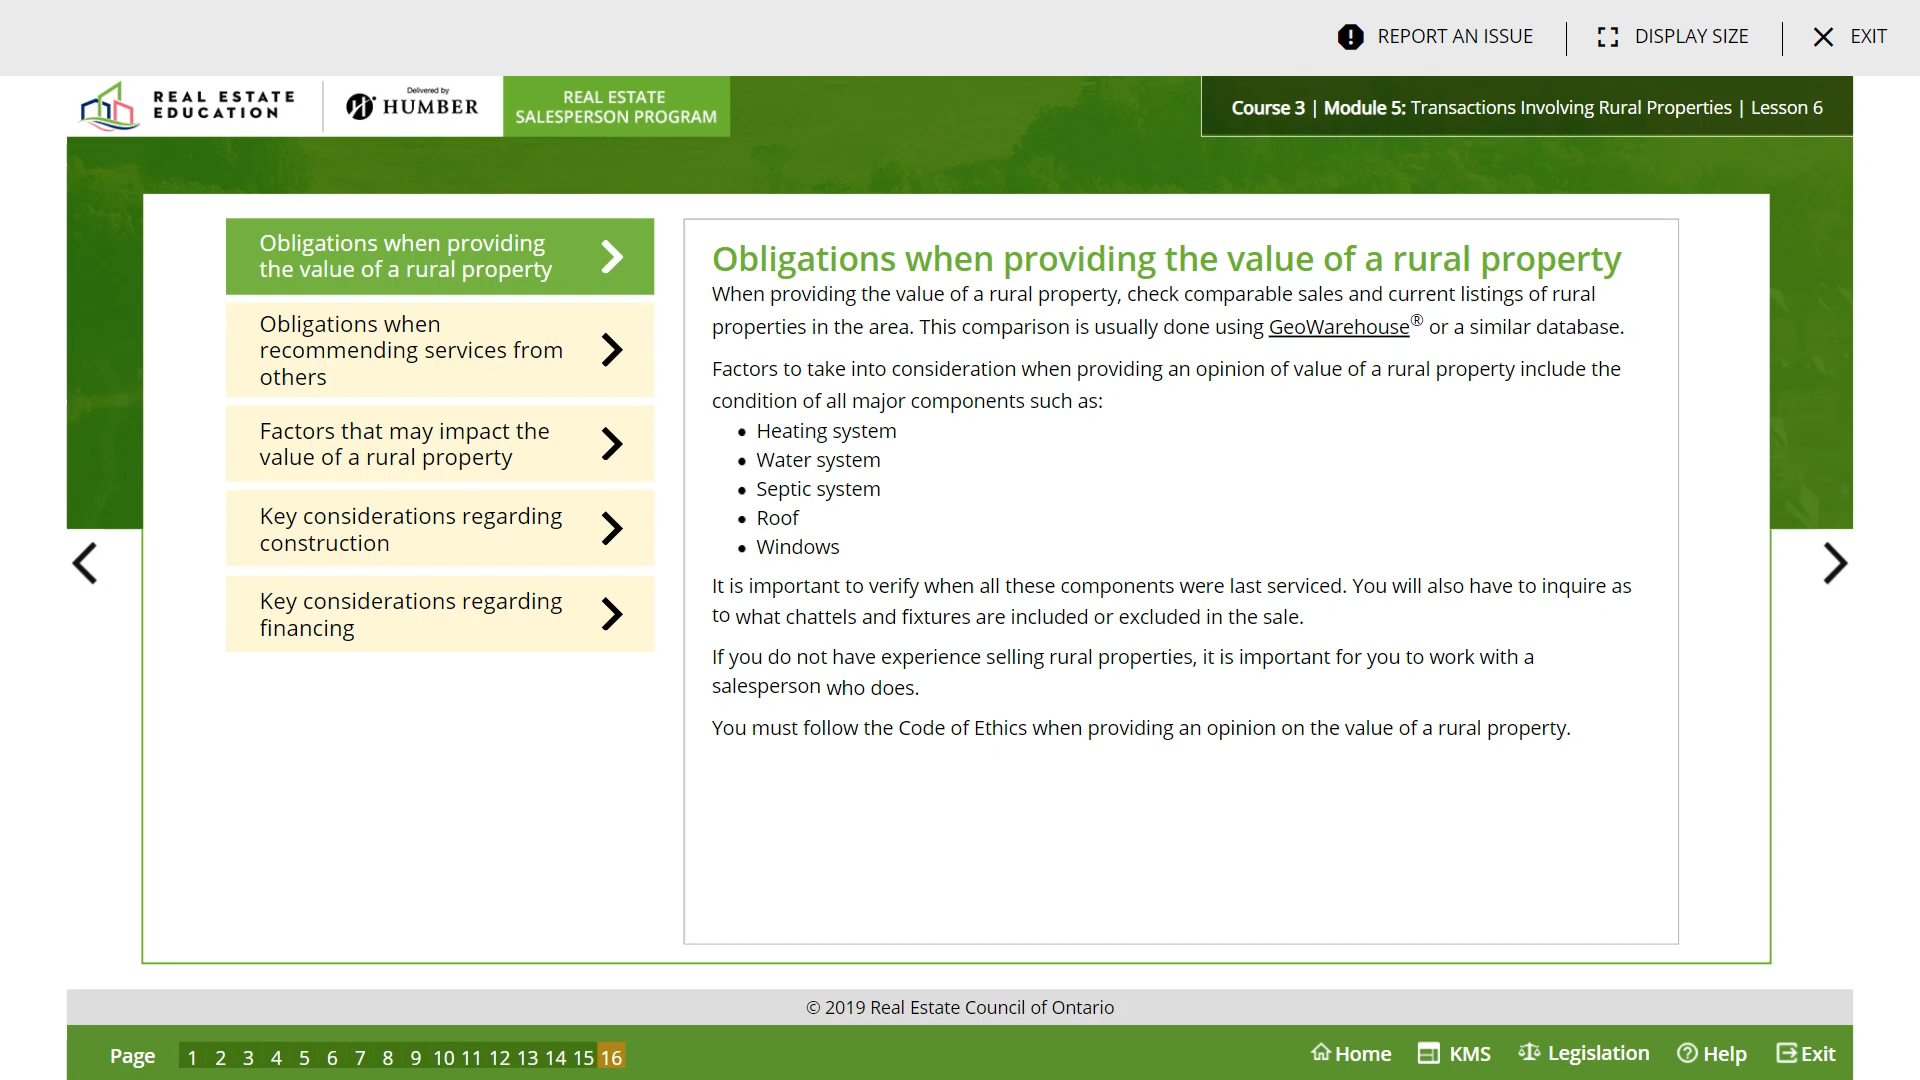 REPORT AN ISSUE
DISPLAY SIZE
EXIT
REAL ESTATE
EDUCATION
Delivered by
HUMBER
REAL ESTATE
SALESPERSON PROGRAM
Course 3 | Module 5: Transactions Involving Rural Properties | Lesson 6
Obligations when providing
the value of a rural property
Obligations when
recommending services from
others
Factors that may impact the
value of a rural property
Key considerations regarding
construction
Key considerations regarding
financing
Obligations when providing the value of a rural property
When providing the value of a rural property, check comparable sales and current listings of rural
properties in the area. This comparison is usually done using GeoWarehouse® or a similar database.
Factors to take into consideration when providing an opinion of value of a rural property include the
condition of all major components such as:
• Heating system
• Water system
• Septic system
• Roof
• Windows
It is important to verify when all these components were last serviced. You will also have to inquire as
to what chattels and fixtures are included or excluded in the sale.
If you do not have experience selling rural properties, it is important for you to work with a
salesperson who does.
You must follow the Code of Ethics when providing an opinion on the value of a rural property.
© 2019 Real Estate Council of Ontario
Page 1 2 3 4 5 6 7 8 9 10 11 12 13 14 15 16
Home KMS Legislation Help Exit